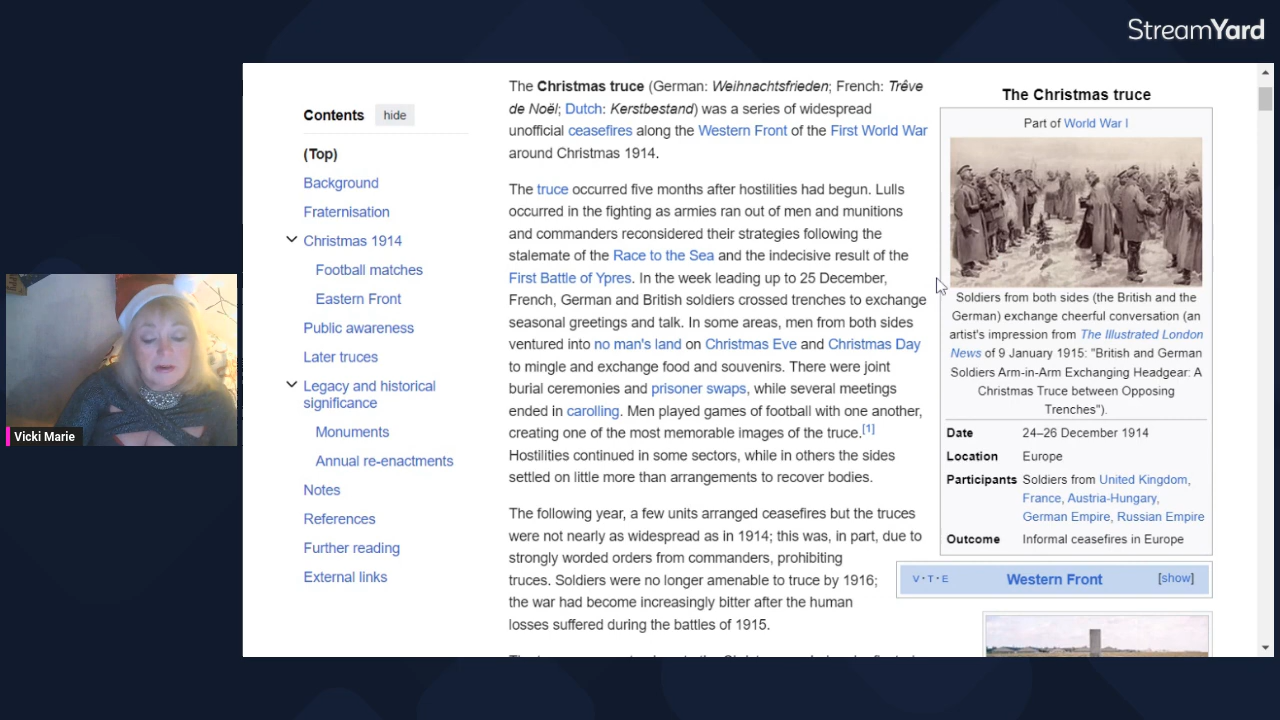 StreamYard
Vicki Marie
Contents hide
(Top)
Background
Fraternisation
Christmas 1914
Football matches
Eastern Front
Public awareness
Later truces
Legacy and historical
significance
Monuments
Annual re-enactments
Notes
References
Further reading
External links
The Christmas truce (German: Weihnachtsfrieden; French: Trêve
de Noël; Dutch: Kerstbestand) was a series of widespread
unofficial ceasefires along the Western Front of the First World War
around Christmas 1914.
The truce occurred five months after hostilities had begun. Lulls
occurred in the fighting as armies ran out of men and munitions
and commanders reconsidered their strategies following the
stalemate of the Race to the Sea and the indecisive result of the
First Battle of Ypres. In the week leading up to 25 December,
French, German and British soldiers crossed trenches to exchange
seasonal greetings and talk. In some areas, men from both sides
ventured into no man's land on Christmas Eve and Christmas Day
to mingle and exchange food and souvenirs. There were joint
burial ceremonies and prisoner swaps, while several meetings
ended in carolling. Men played games of football with one another,
creating one of the most memorable images of the truce.[1]
Hostilities continued in some sectors, while in others the sides
settled on little more than arrangements to recover bodies.
The following year, a few units arranged ceasefires but the truces
were not nearly as widespread as in 1914; this was, in part, due to
strongly worded orders from commanders, prohibiting
truces. Soldiers were no longer amenable to truce by 1916;
the war had become increasingly bitter after the human
losses suffered during the battles of 1915.
The Christmas truce
Part of World War I
Soldiers from both sides (the British and the
German) exchange cheerful conversation (an
artist's impression from The Illustrated London
News of 9 January 1915: "British and German
Soldiers Arm-in-Arm Exchanging Headgear: A
Christmas Truce between Opposing
Trenches").
Date 24–26 December 1914
Location Europe
Participants Soldiers from United Kingdom,
France, Austria-Hungary,
German Empire, Russian Empire
Outcome Informal ceasefires in Europe
V·T·E Western Front [show]